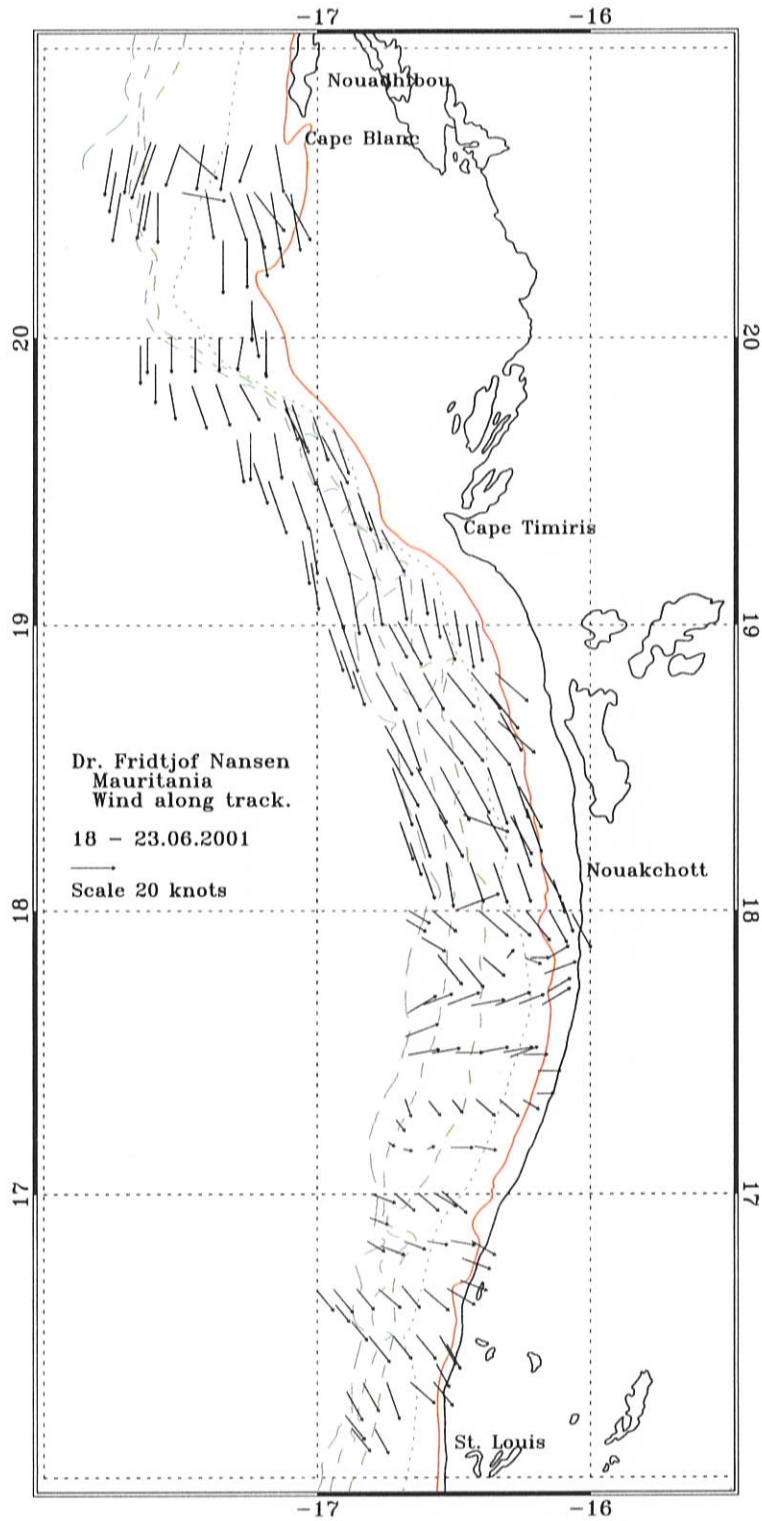 -17 -16
Nouadhibou
Cape Blanc
20 20
Cape Timiris
19 19
Dr. Fridtjof Nansen
Mauritania
Wind along track.
18 - 23.06.2001
Scale 20 knots
Nouakchott
18 18
17 17
St. Louis
-17 -16